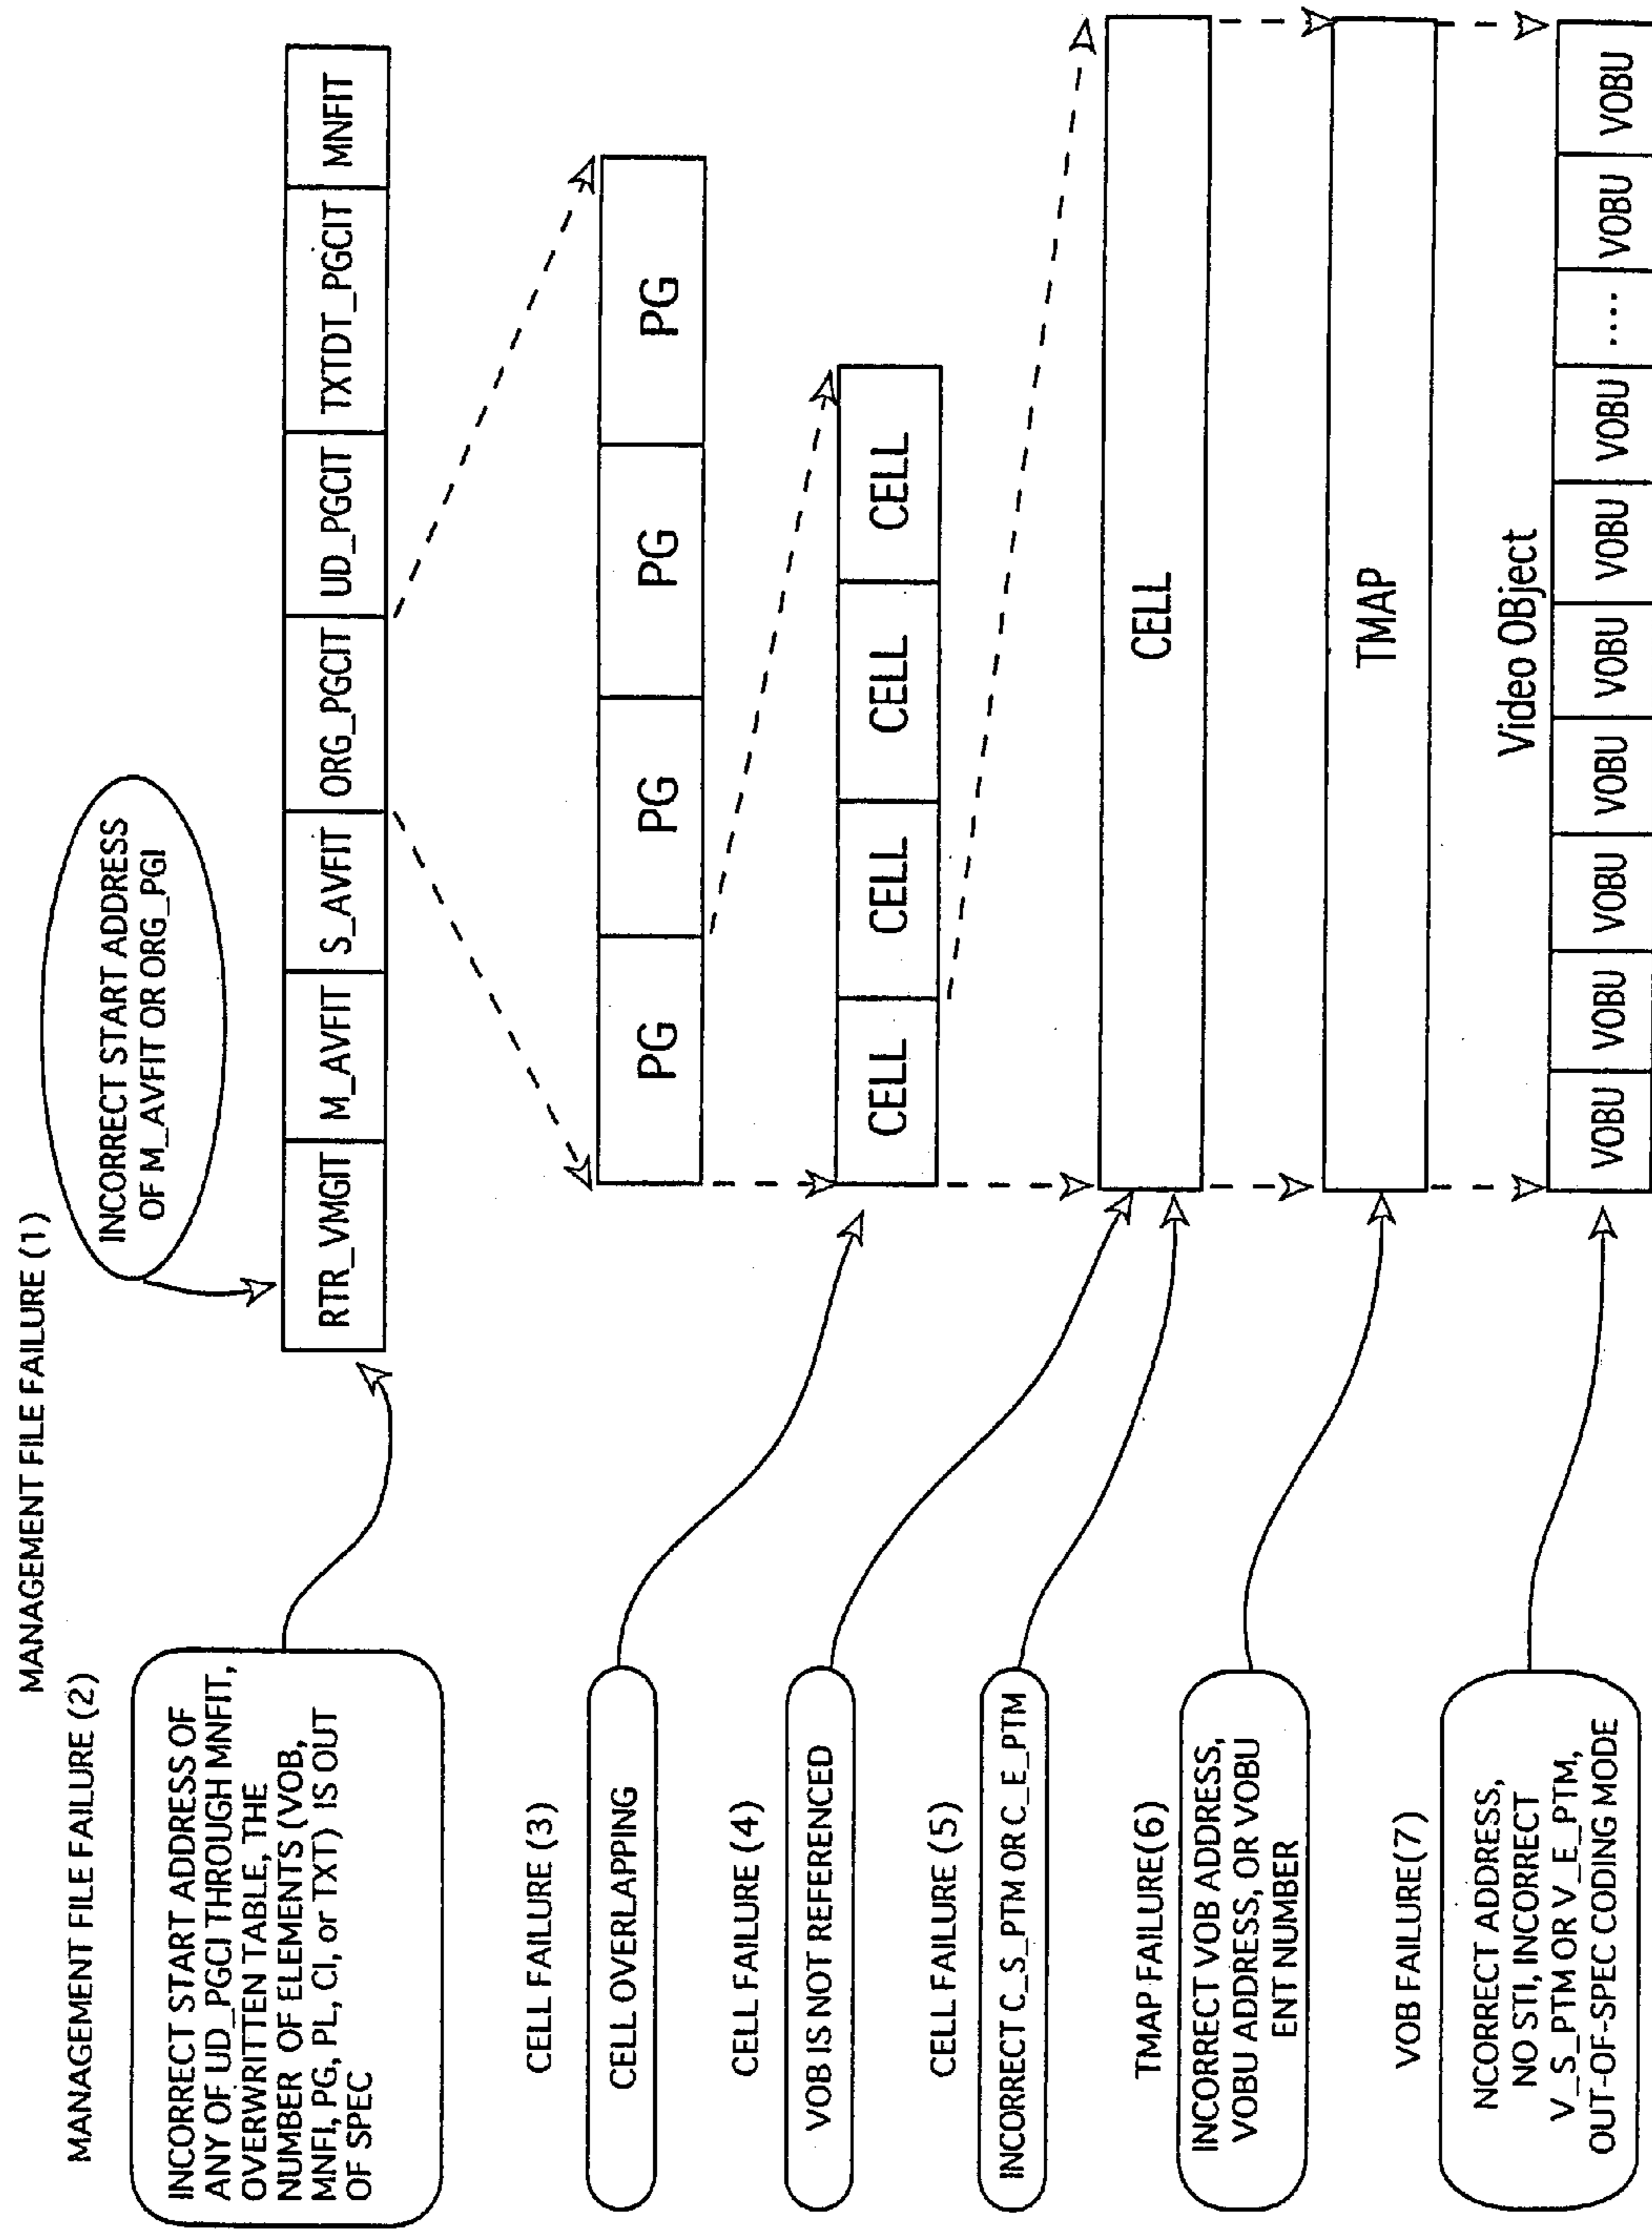 MANAGEMENT FILE FAILURE (1)
INCORRECT START ADDRESS
OF M_AVFIT OR ORG_PGI
MANAGEMENT FILE FAILURE (2)
INCORRECT START ADDRESS OF
ANY OF UD_PGCI THROUGH MNFIT,
OVERWRITTEN TABLE, THE
NUMBER OF ELEMENTS (VOB,
MNFI, PG, PL, CI, or TXT) IS OUT
OF SPEC
RTR_VMGIT M_AVFIT S_AVFIT ORG_PGCIT UD_PGCIT TXTDT_PGCIT MNFIT
CELL FAILURE (3)
CELL OVERLAPPING
PG PG PG PG
CELL FAILURE (4)
VOB IS NOT REFERENCED
CELL CELL CELL CELL
CELL FAILURE (5)
INCORRECT C_S_PTM OR C_E_PTM
CELL
TMAP FAILURE(6)
INCORRECT VOB ADDRESS,
VOBU ADDRESS, OR VOBU
ENT NUMBER
TMAP
VOB FAILURE(7)
NCORRECT ADDRESS,
NO STI, INCORRECT
V_S_PTM OR V_E_PTM,
OUT-OF-SPEC CODING MODE
Video OBject
VOBU VOBU VOBU VOBU VOBU VOBU VOBU .... VOBU VOBU